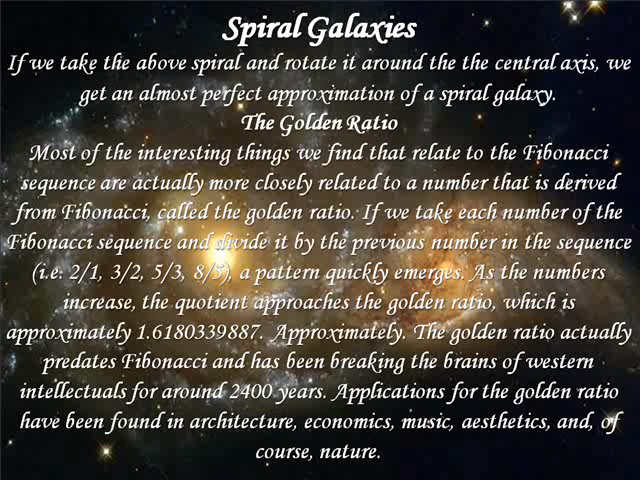 Spiral Galaxies
If we take the above spiral and rotate it around the the central axis, we
get an almost perfect approximation of a spiral galaxy.
The Golden Ratio
Most of the interesting things we find that relate to the Fibonacci
sequence are actually more closely related to a number that is derived
from Fibonacci, called the golden ratio. If we take each number of the
Fibonacci sequence and divide it by the previous number in the sequence
(i.e: 2/1, 3/2, 5/3, 8/5), a pattern quickly emerges. As the numbers
increase, the quotient approaches the golden ratio, which is
approximately 1.6180339887. Approximately. The golden ratio actually
predates Fibonacci and has been breaking the brains of western
intellectuals for around 2400 years. Applications for the golden ratio
have been found in architecture, economics, music, aesthetics, and, of
course, nature.